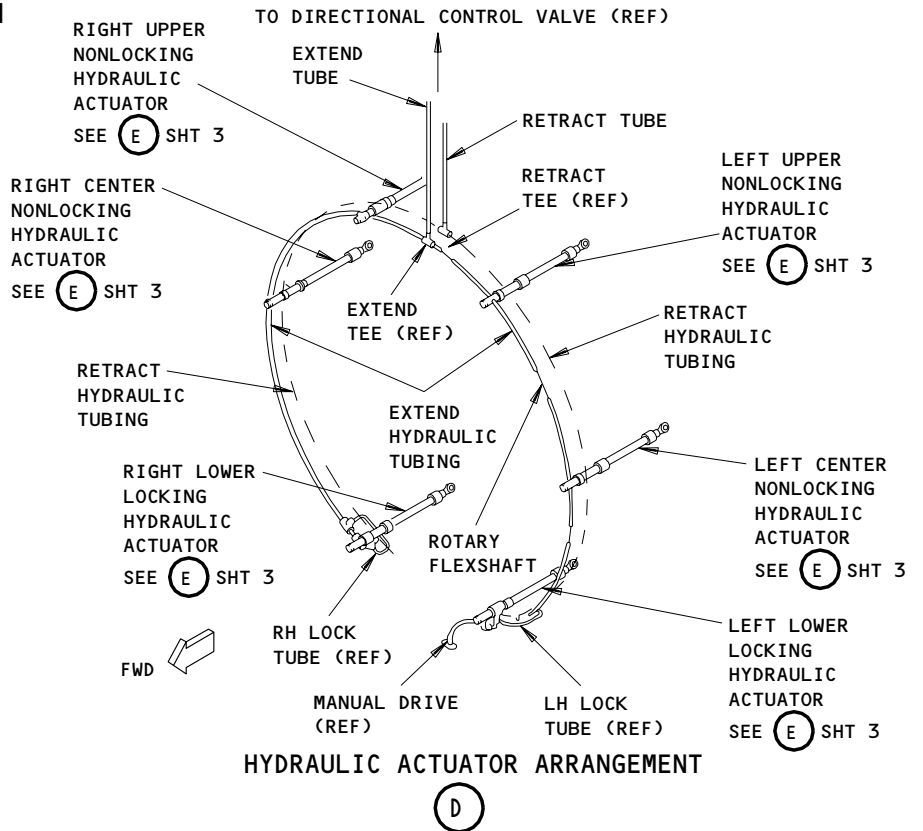 TO DIRECTIONAL CONTROL VALVE (REF)
RIGHT UPPER
NONLOCKING
HYDRAULIC
ACTUATOR
SEE E SHT 3
EXTEND
TUBE
RETRACT TUBE
RETRACT
TEE (REF)
LEFT UPPER
NONLOCKING
HYDRAULIC
ACTUATOR
SEE E SHT 3
RIGHT CENTER
NONLOCKING
HYDRAULIC
ACTUATOR
SEE E SHT 3
EXTEND
TEE (REF)
RETRACT
HYDRAULIC
TUBING
RETRACT
HYDRAULIC
TUBING
EXTEND
HYDRAULIC
TUBING
RIGHT LOWER
LOCKING
HYDRAULIC
ACTUATOR
SEE E SHT 3
ROTARY
FLEXSHAFT
LEFT CENTER
NONLOCKING
HYDRAULIC
ACTUATOR
SEE E SHT 3
FWD
RH LOCK
TUBE (REF)
MANUAL DRIVE
(REF)
LH LOCK
TUBE (REF)
LEFT LOWER
LOCKING
HYDRAULIC
ACTUATOR
SEE E SHT 3
HYDRAULIC ACTUATOR ARRANGEMENT
D